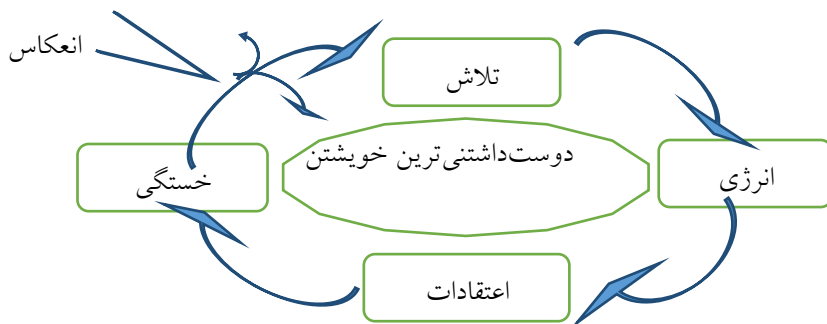 انعکاس
تلاش
دوست‌داشتنی‌ترین خویشتن
انرژی
خستگی
اعتقادات